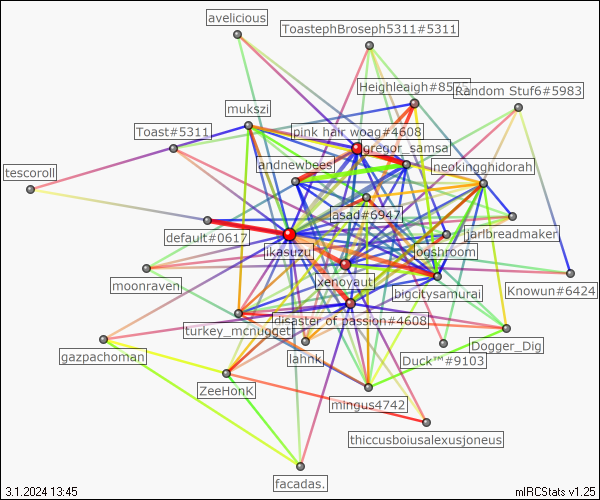 avelicious
ToastephBroseph5311#5311
Heighleaigh#85
Random Stuf6#5983
mukszi
Toast#5311
pink hair woag#4608
gregor_samsa
andnewbees
neokingghidorah
tescoroll
asad#6947
default#0617
jarlbreadmaker
ikasuzu
ogshroom
xenoyaut
moonraven
bigcitysamurai
Knowun#6424
disaster of passion#4608
turkey_mcnugget
gazpachoman
lahnk
Duck™#9103
Dogger_Dig
ZeeHonK
mingus4742
thiccusboiusalexusjoneus
facadas.
3.1.2024 13:45
mIRCStats v1.25